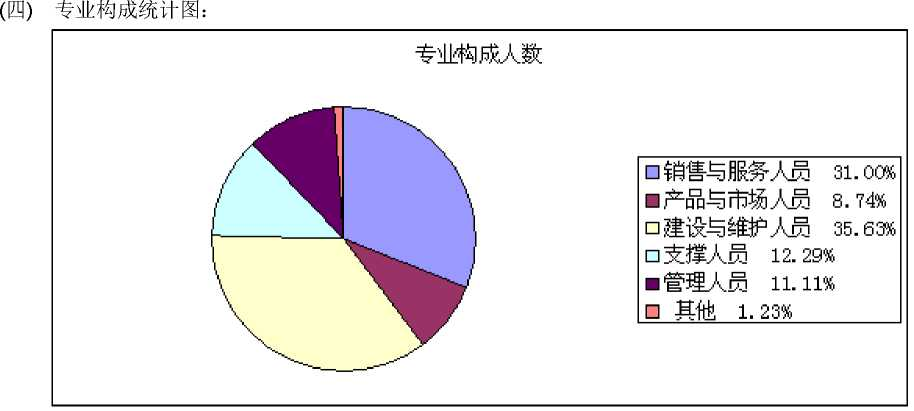 (四) 专业构成统计图：
专业构成人数
销售与服务人员 31.00%
产品与市场人员 8.74%
建设与维护人员 35.63%
支撑人员 12.29%
管理人员 11.11%
其他 1.23%